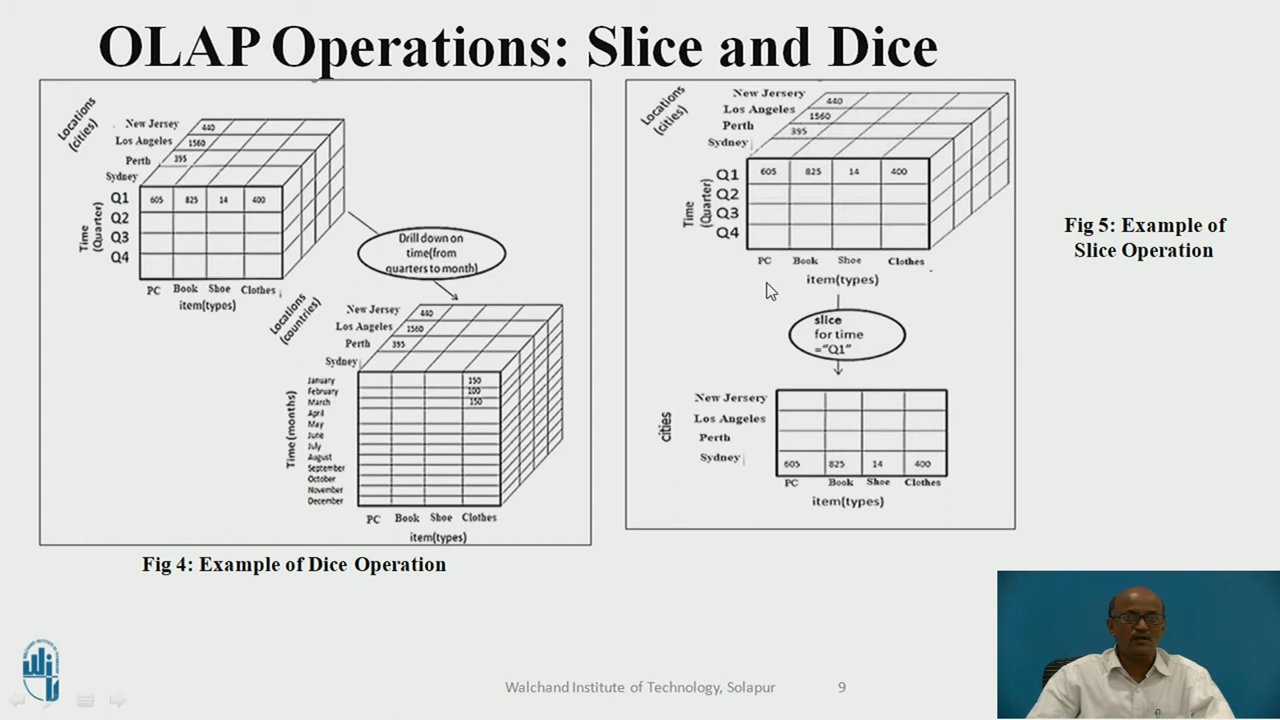 OLAP Operations: Slice and Dice
Locations
(cities)
New Jersey
Los Angeles
Perth
Sydney
440
1560
395
Time
(Quarter)
Q1
Q2
Q3
Q4
605 825 14 400
PC Book Shoe Clothes
item(types)
Drill down on
time(from
quarters to month)
Locations
(countries)
New Jersey
Los Angeles
Perth
Sydney
440
1560
395
Time(months)
January
February
March
April
May
June
July
August
September
October
November
December
150
100
150
PC Book Shoe Clothes
item(types)
Fig 4: Example of Dice Operation
Locations
(cities)
New Jersery
Los Angeles
Perth
Sydney
440
1560
395
Time
(Quarter)
Q1
Q2
Q3
Q4
605 825 14 400
PC Book Shoe Clothes
item(types)
slice
for time
="Q1"
cities
New Jersery
Los Angeles
Perth
Sydney
605 825 14 400
PC Book Shoe Clothes
item(types)
Fig 5: Example of
Slice Operation
Walchand Institute of Technology, Solapur 9